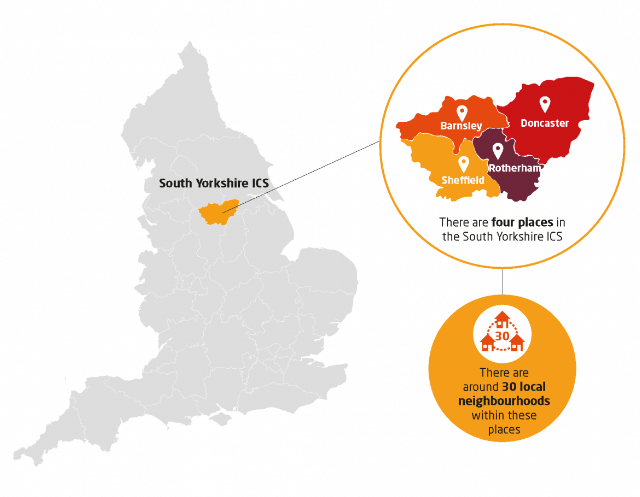 South Yorkshire ICS
Barnsley
Doncaster
Rotherham
Sheffield
There are four places in
the South Yorkshire ICS
30
There are
around 30 local
neighbourhoods
within these
places